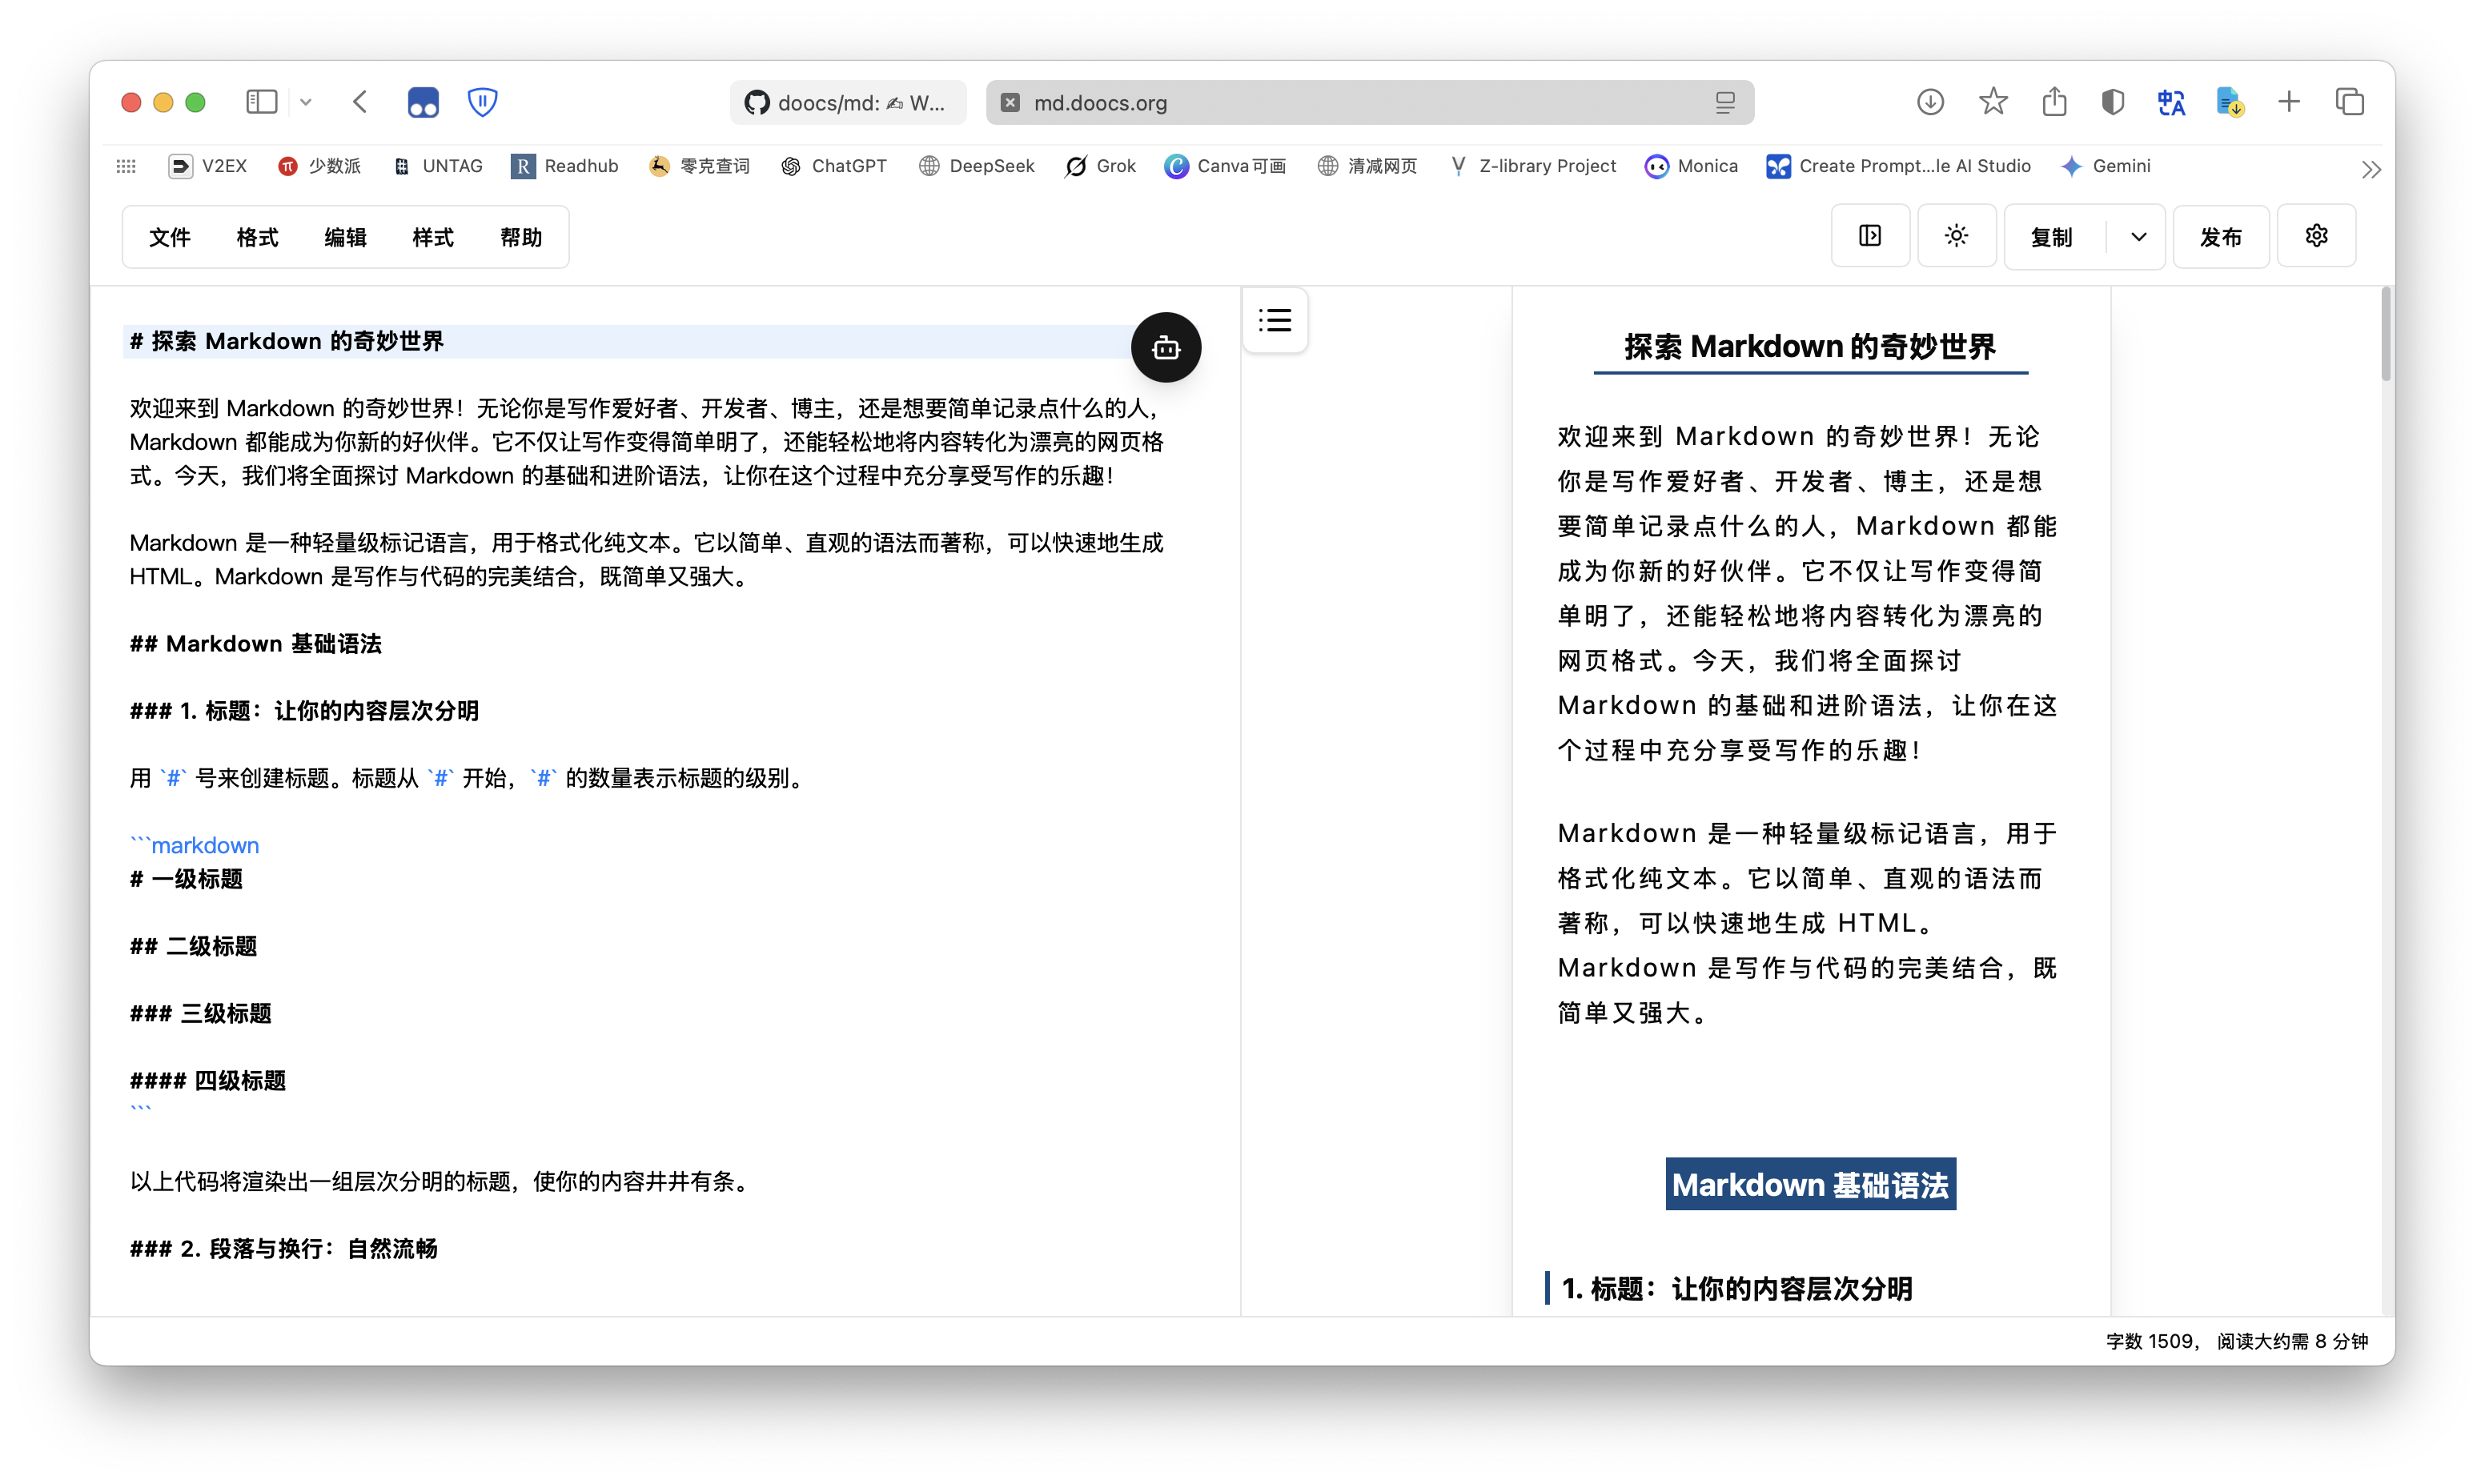 doocs/md: ✍ W...
md.doocs.org
V2EX
少数派
UNTAG
Readhub
零克查词
ChatGPT
DeepSeek
Grok
Canva可画
清减网页
Z-library Project
Monica
Create Prompt...le AI Studio
Gemini
文件 格式 编辑 样式 帮助
复制
发布
# 探索 Markdown 的奇妙世界
欢迎来到 Markdown 的奇妙世界！无论你是写作爱好者、开发者、博主，还是想要简单记录点什么的人，
Markdown 都能成为你新的好伙伴。它不仅让写作变得简单明了，还能轻松地将内容转化为漂亮的网页格
式。今天，我们将全面探讨 Markdown 的基础和进阶语法，让你在这个过程中充分享受写作的乐趣！
Markdown 是一种轻量级标记语言，用于格式化纯文本。它以简单、直观的语法而著称，可以快速地生成
HTML。Markdown 是写作与代码的完美结合，既简单又强大。
## Markdown 基础语法
### 1. 标题：让你的内容层次分明
用 `#` 号来创建标题。标题从 `#` 开始，`#` 的数量表示标题的级别。
```markdown
# 一级标题
## 二级标题
### 三级标题
#### 四级标题
```
以上代码将渲染出一组层次分明的标题，使你的内容井井有条。
### 2. 段落与换行：自然流畅
探索 Markdown 的奇妙世界
欢迎来到 Markdown 的奇妙世界！无论
你是写作爱好者、开发者、博主，还是想
要简单记录点什么的人，Markdown 都能
成为你新的好伙伴。它不仅让写作变得简
单明了，还能轻松地将内容转化为漂亮的
网页格式。今天，我们将全面探讨
Markdown 的基础和进阶语法，让你在这
个过程中充分享受写作的乐趣！
Markdown 是一种轻量级标记语言，用于
格式化纯文本。它以简单、直观的语法而
著称，可以快速地生成 HTML。
Markdown 是写作与代码的完美结合，既
简单又强大。
Markdown 基础语法
1. 标题：让你的内容层次分明
字数 1509， 阅读大约需 8 分钟